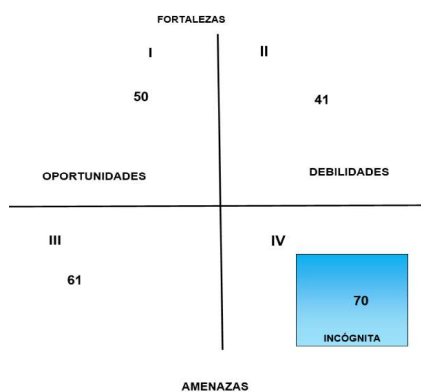 FORTALEZAS
I
II
50
41
OPORTUNIDADES
DEBILIDADES
III
IV
61
70
INCÓGNITA
AMENAZAS